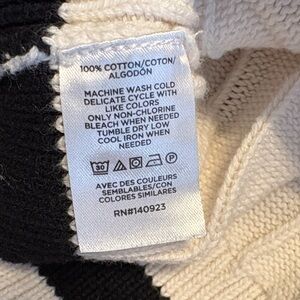 100% COTTON/COTON/
ALGODÓN
MACHINE WASH COLD
DELICATE CYCLE WITH
LIKE COLORS
ONLY NON-CHLORINE
BLEACH WHEN NEEDED
TUMBLE DRY LOW
COOL IRON WHEN
NEEDED
30 P
AVEC DES COULEURS
SEMBLABLES/CON
COLORES SIMILARES
RN#140923